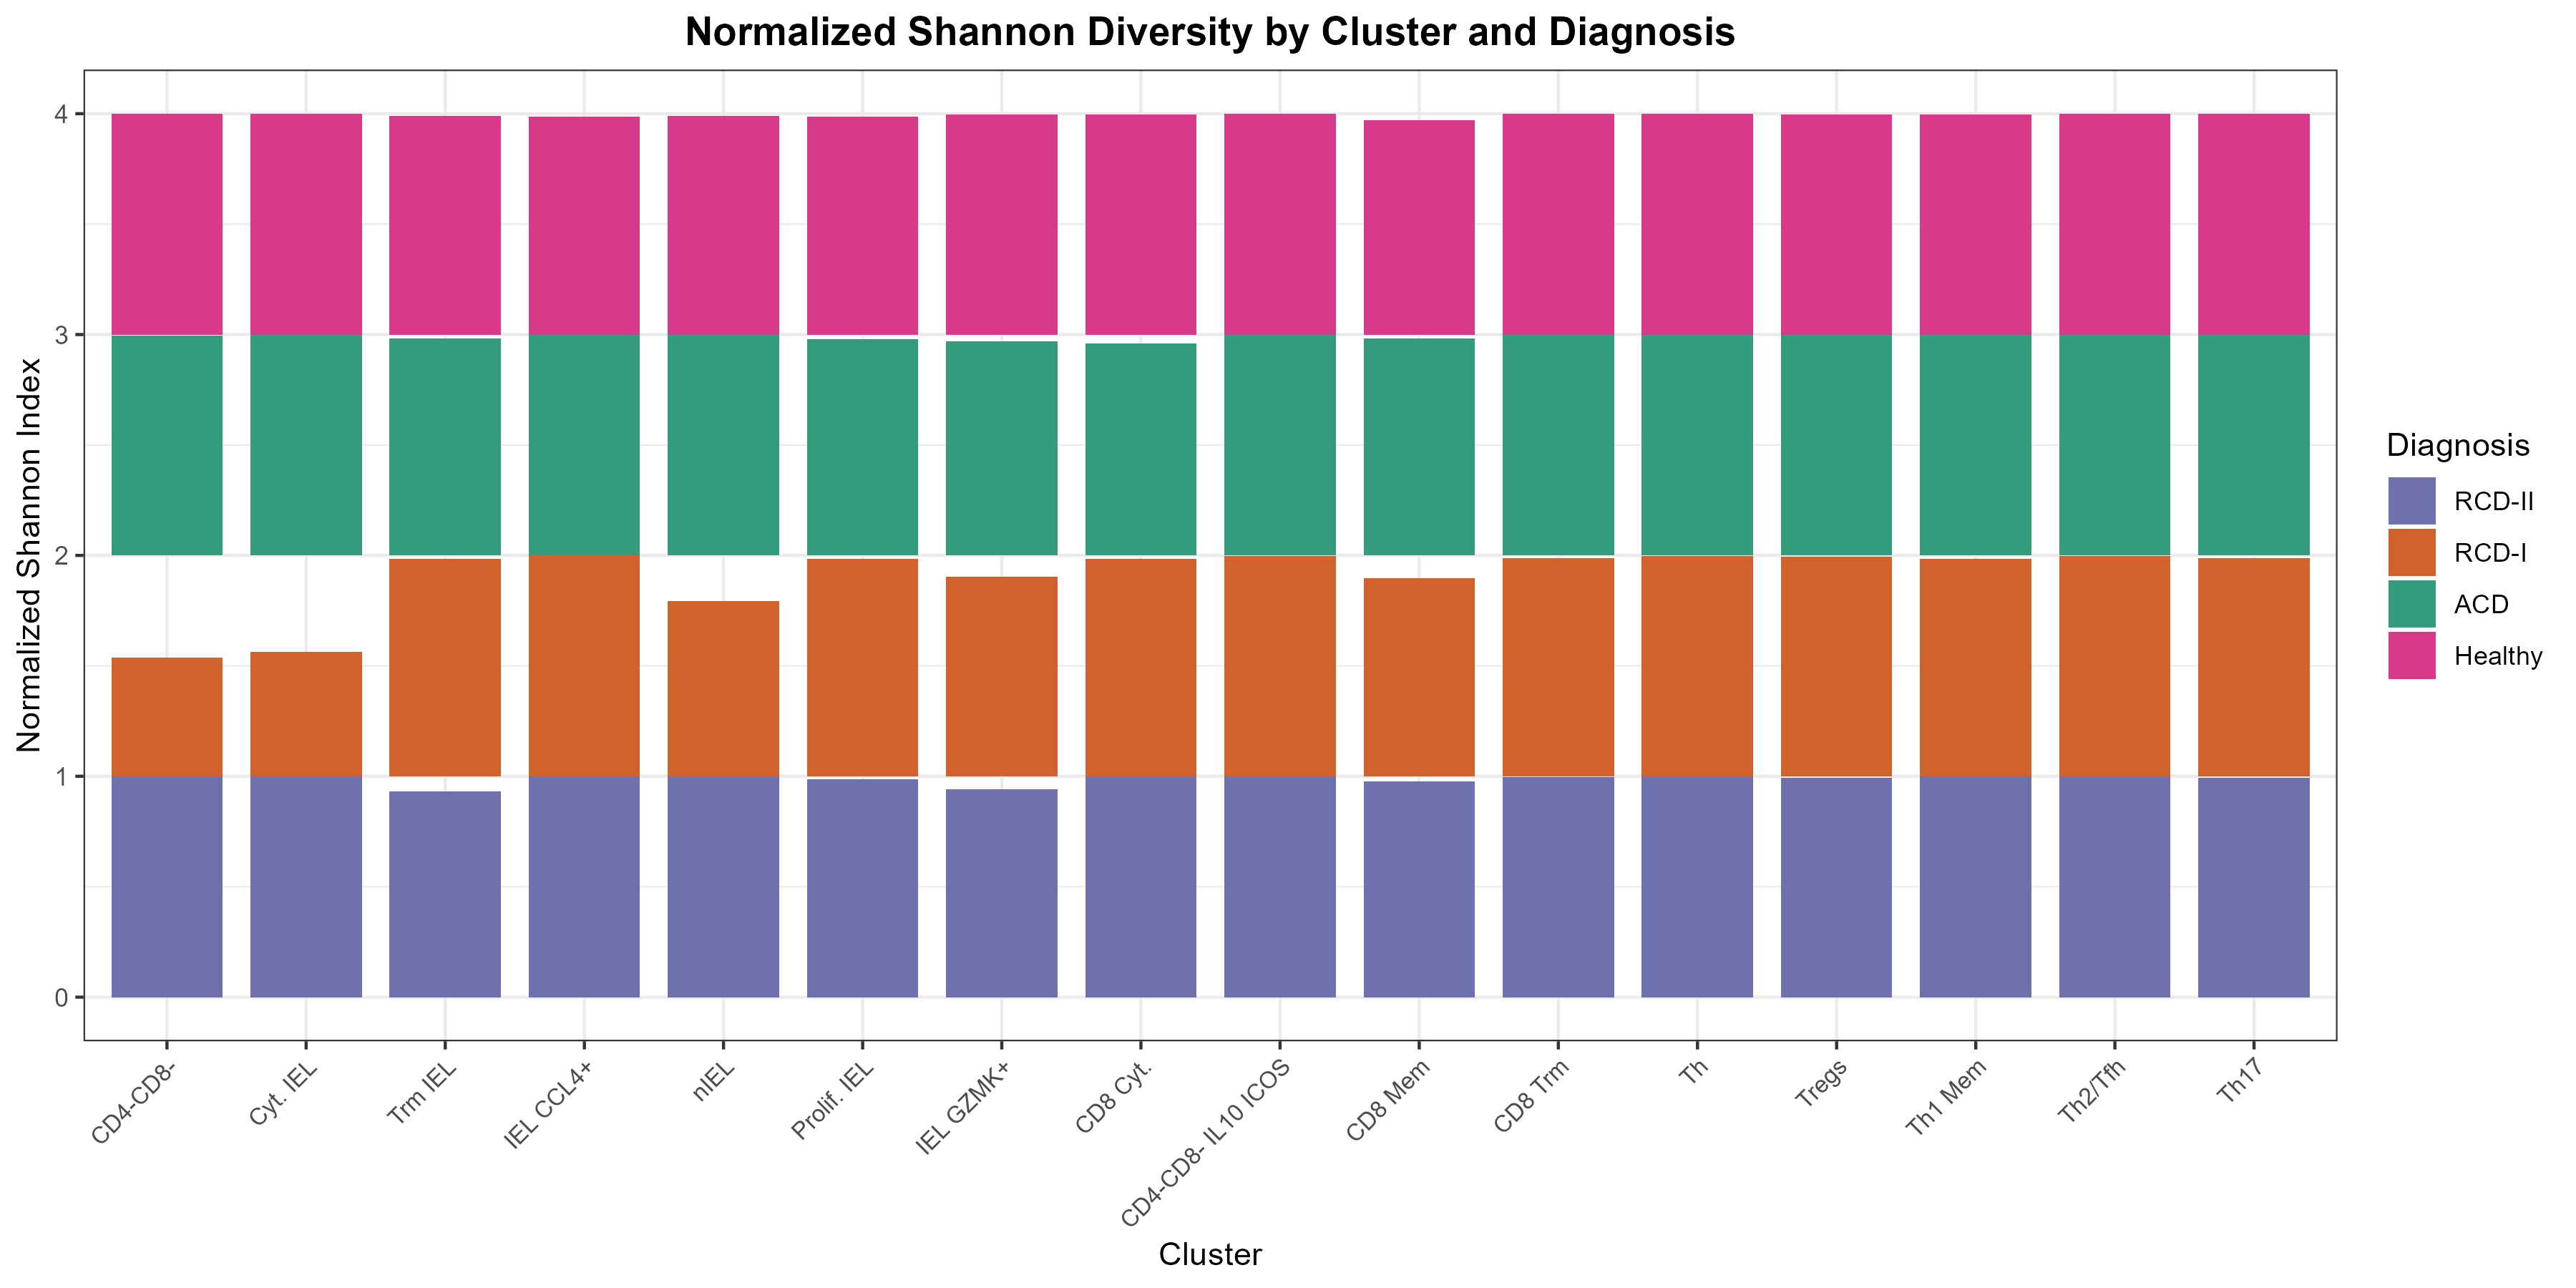 Normalized Shannon Diversity by Cluster and Diagnosis
Normalized Shannon Index
4
3
2
1
0
CD4-CD8-
Cyt. IEL
Trm IEL
IEL CCL4+
nIEL
Prolif. IEL
IEL GZMK+
CD8 Cyt.
CD4-CD8- IL10 ICOS
CD8 Mem
CD8 Trm
Th
Tregs
Th1 Mem
Th2/Tfh
Th17
Cluster
Diagnosis
RCD-II
RCD-I
ACD
Healthy